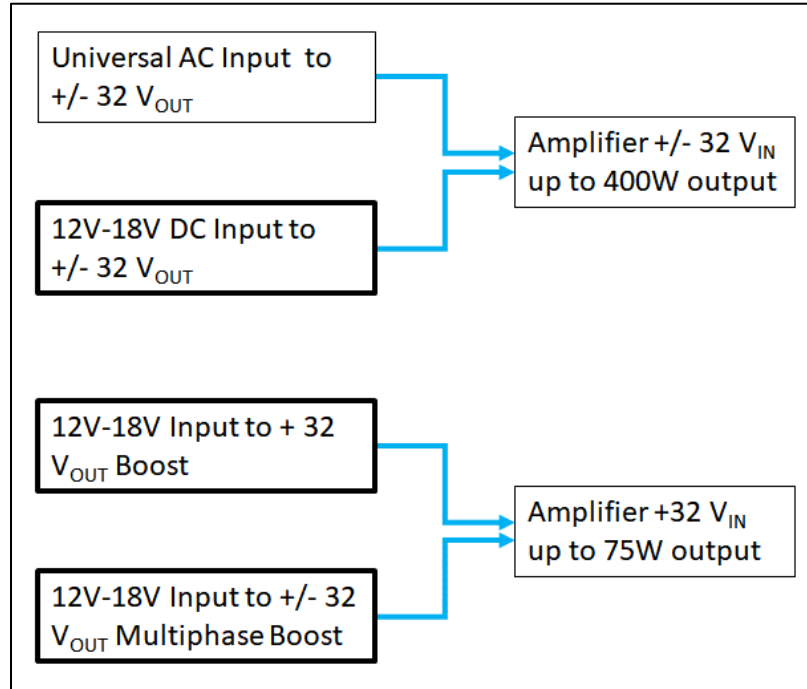 Universal AC Input to
+/- 32 VOUT
Amplifier +/- 32 VIN
up to 400W output
12V-18V DC Input to
+/- 32 VOUT
12V-18V Input to + 32
VOUT Boost
Amplifier +32 VIN
up to 75W output
12V-18V Input to +/- 32
VOUT Multiphase Boost